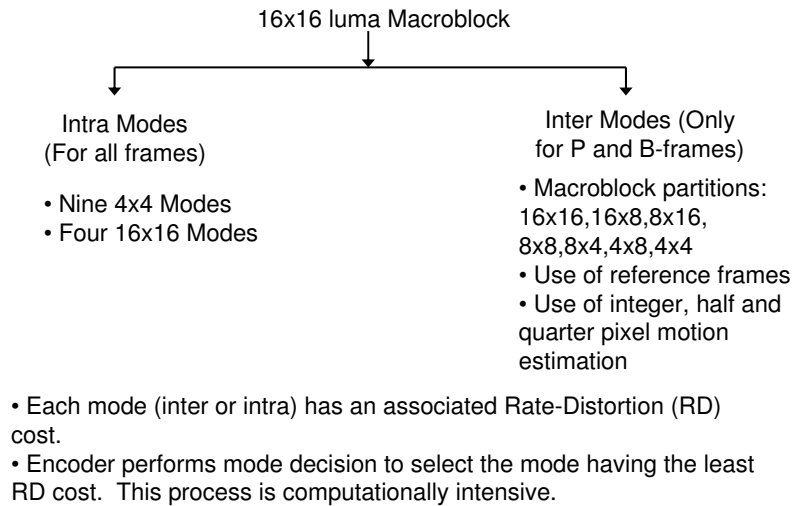 16x16 luma Macroblock
Intra Modes
(For all frames)
• Nine 4x4 Modes
• Four 16x16 Modes
Inter Modes (Only
for P and B-frames)
• Macroblock partitions:
16x16,16x8,8x16,
8x8,8x4,4x8,4x4
• Use of reference frames
• Use of integer, half and
quarter pixel motion
estimation
• Each mode (inter or intra) has an associated Rate-Distortion (RD)
cost.
• Encoder performs mode decision to select the mode having the least
RD cost.  This process is computationally intensive.